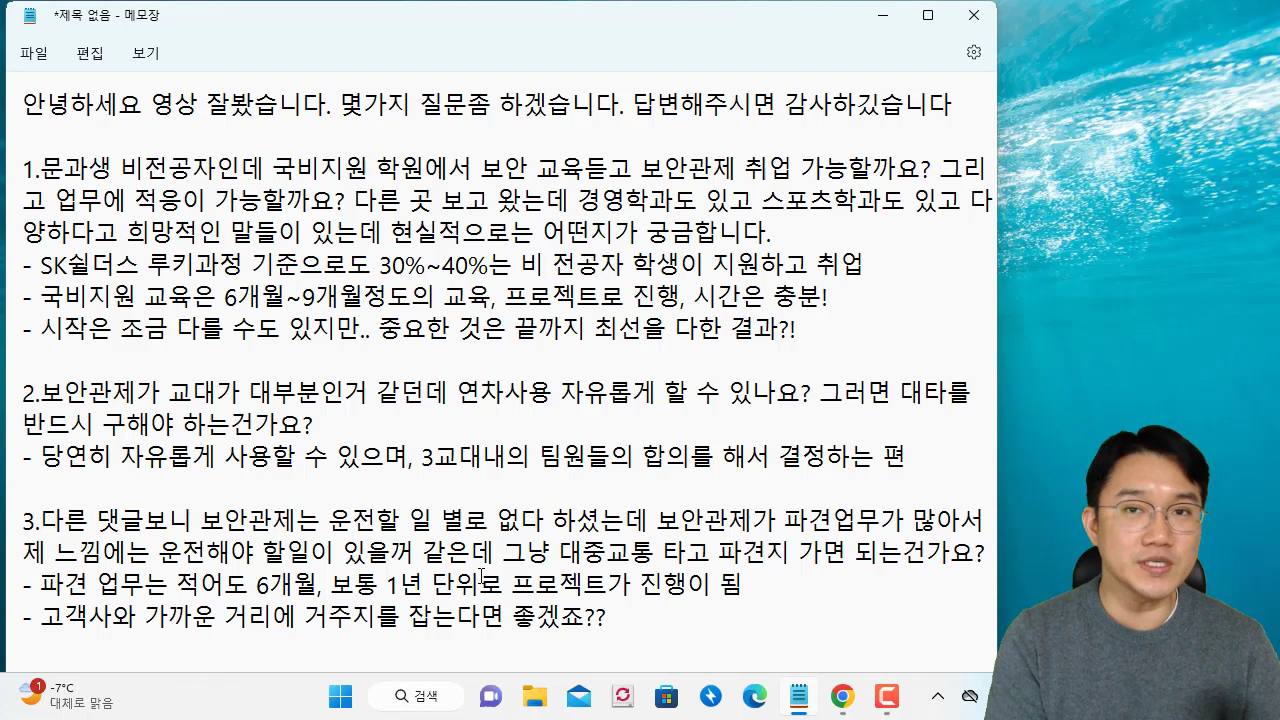 *제목 없음 - 메모장
파일 편집 보기
안녕하세요 영상 잘봤습니다. 몇가지 질문좀 하겠습니다. 답변해주시면 감사하깄습니다
1.문과생 비전공자인데 국비지원 학원에서 보안 교육듣고 보안관제 취업 가능할까요? 그리
고 업무에 적응이 가능할까요? 다른 곳 보고 왔는데 경영학과도 있고 스포츠학과도 있고 다
양하다고 희망적인 말들이 있는데 현실적으로는 어떤지가 궁금합니다.
- SK쉴더스 루키과정 기준으로도 30%~40%는 비 전공자 학생이 지원하고 취업
- 국비지원 교육은 6개월~9개월정도의 교육, 프로젝트로 진행, 시간은 충분!
- 시작은 조금 다를 수도 있지만.. 중요한 것은 끝까지 최선을 다한 결과?!
2.보안관제가 교대가 대부분인거 같던데 연차사용 자유롭게 할 수 있나요? 그러면 대타를
반드시 구해야 하는건가요?
- 당연히 자유롭게 사용할 수 있으며, 3교대내의 팀원들의 합의를 해서 결정하는 편
3.다른 댓글보니 보안관제는 운전할 일 별로 없다 하셨는데 보안관제가 파견업무가 많아서
제 느낌에는 운전해야 할일이 있을꺼 같은데 그냥 대중교통 타고 파견지 가면 되는건가요?
- 파견 업무는 적어도 6개월, 보통 1년 단위로 프로젝트가 진행이 됨
- 고객사와 가까운 거리에 거주지를 잡는다면 좋겠죠??
1
-7°C
대체로 맑음
검색